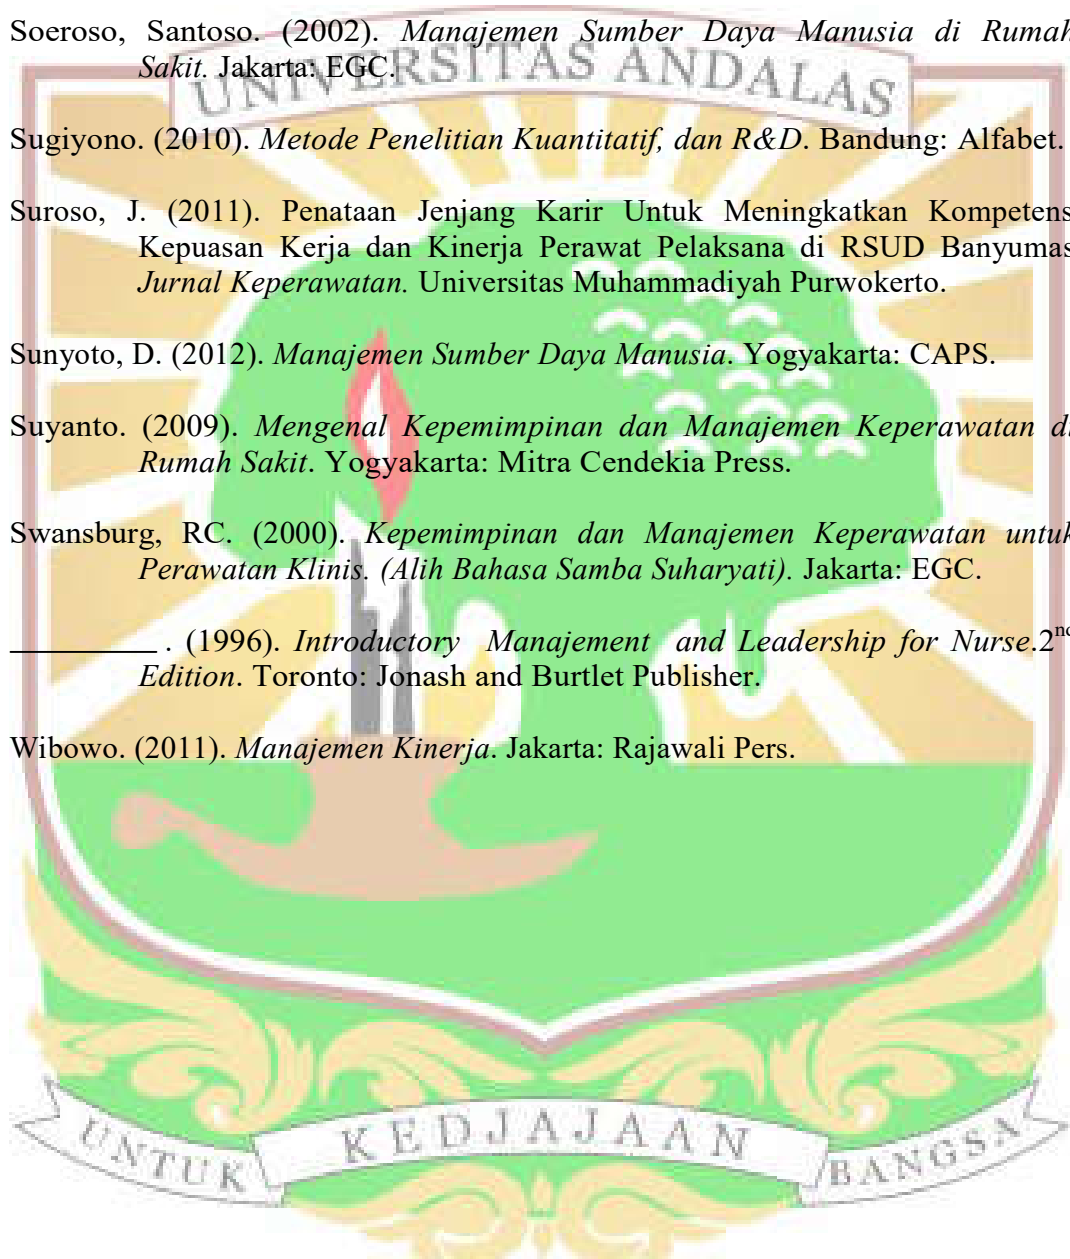 Soeroso, Santoso. (2002). Manajemen Sumber Daya Manusia di Rumah
Sakit. Jakarta: EGC.
UNIVERSITAS ANDALAS
Sugiyono. (2010). Metode Penelitian Kuantitatif, dan R&D. Bandung: Alfabet.
Suroso, J. (2011). Penataan Jenjang Karir Untuk Meningkatkan Kompetens
Kepuasan Kerja dan Kinerja Perawat Pelaksana di RSUD Banyumas
Jurnal Keperawatan. Universitas Muhammadiyah Purwokerto.
Sunyoto, D. (2012). Manajemen Sumber Daya Manusia. Yogyakarta: CAPS.
Suyanto. (2009). Mengenal Kepemimpinan dan Manajemen Keperawatan di
Rumah Sakit. Yogyakarta: Mitra Cendekia Press.
Swansburg, RC. (2000). Kepemimpinan dan Manajemen Keperawatan untuk
Perawatan Klinis. (Alih Bahasa Samba Suharyati). Jakarta: EGC.
_________ . (1996). Introductory Manajement and Leadership for Nurse.2nd
Edition. Toronto: Jonash and Burtlet Publisher.
Wibowo. (2011). Manajemen Kinerja. Jakarta: Rajawali Pers.
UNTUK KEDJAJAAN BANGSA